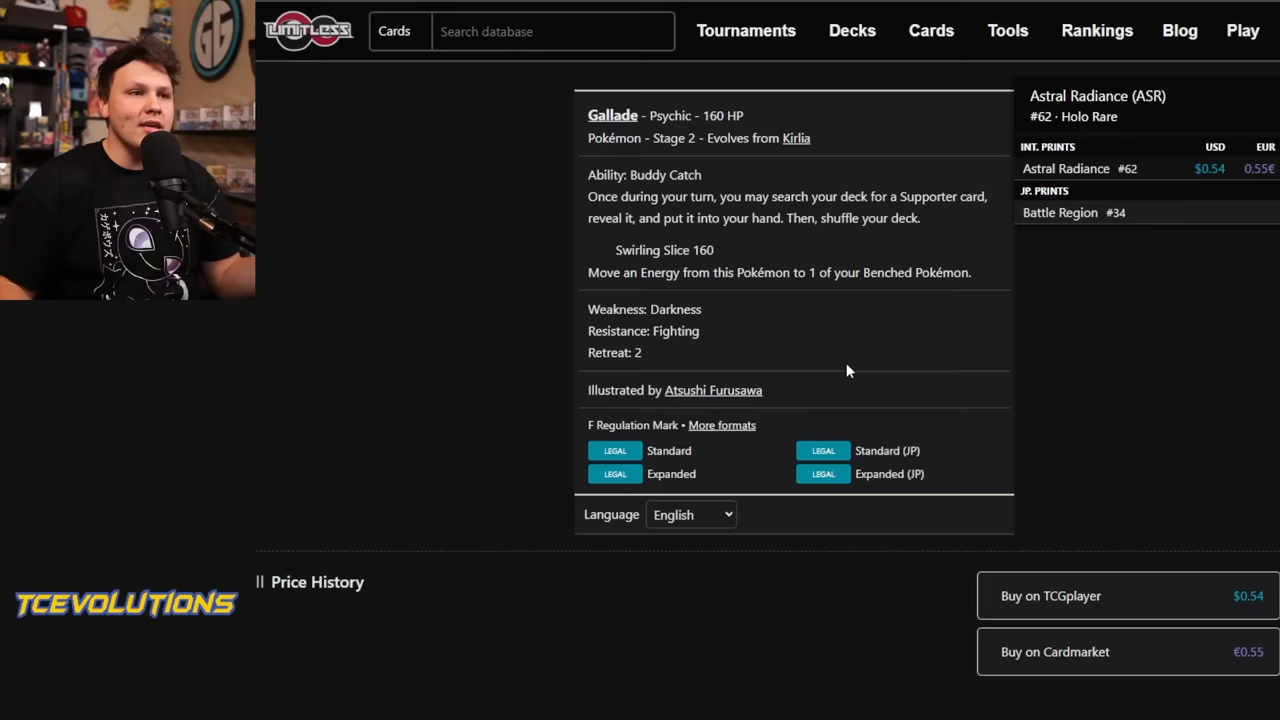 LIMITLESS
Cards
Search database
Tournaments
Decks
Cards
Tools
Rankings
Blog
Play
Gallade - Psychic - 160 HP
Pokémon - Stage 2 - Evolves from Kirlia
Ability: Buddy Catch
Once during your turn, you may search your deck for a Supporter card,
reveal it, and put it into your hand. Then, shuffle your deck.
Swirling Slice 160
Move an Energy from this Pokémon to 1 of your Benched Pokémon.
Weakness: Darkness
Resistance: Fighting
Retreat: 2
Illustrated by Atsushi Furusawa
F Regulation Mark • More formats
LEGAL Standard LEGAL Standard (JP)
LEGAL Expanded LEGAL Expanded (JP)
Language English
Astral Radiance (ASR)
#62 · Holo Rare
INT. PRINTS USD EUR
Astral Radiance #62 $0.54 0.55€
JP. PRINTS
Battle Region #34
Price History
Buy on TCGplayer $0.54
Buy on Cardmarket €0.55
TCEVOLUTIONS